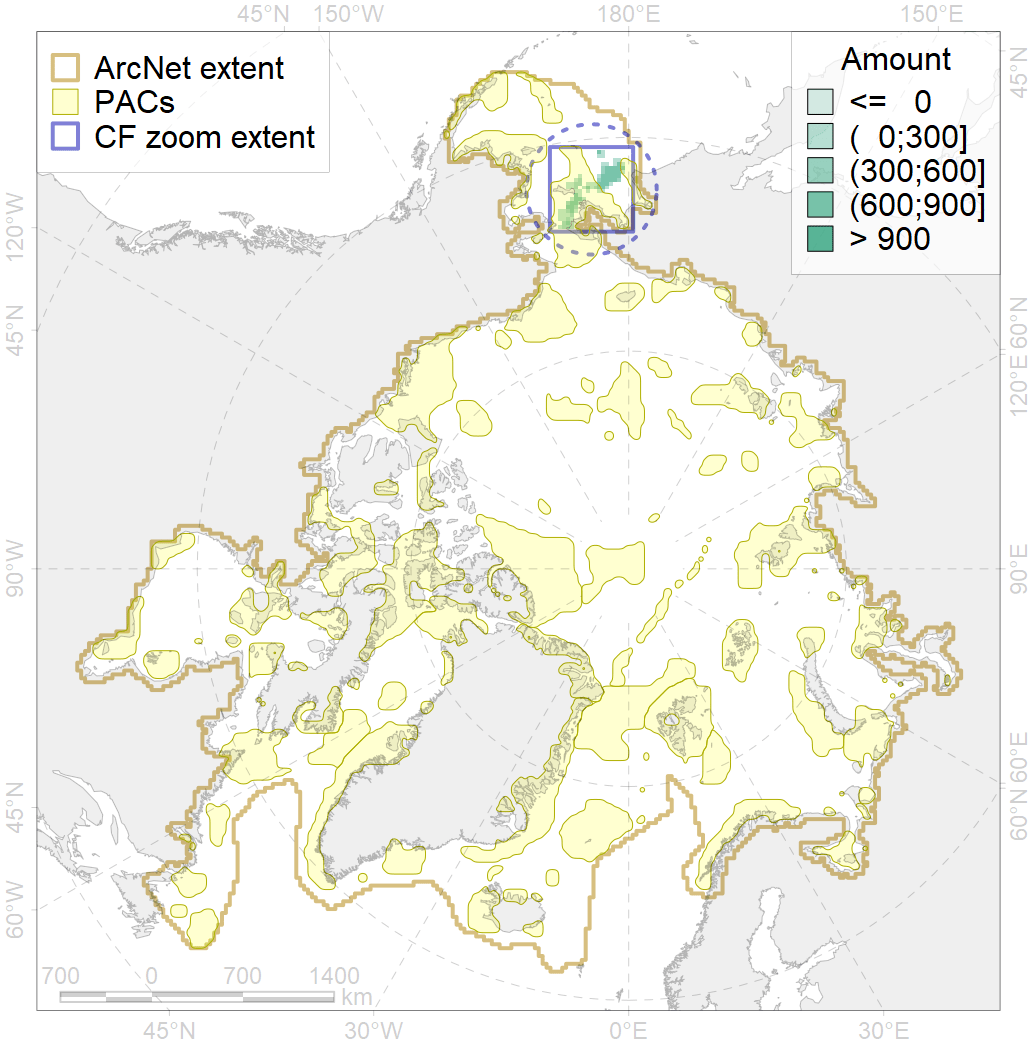 45°N 150°W 180°E 150°E
ArcNet extent
PACs
CF zoom extent
Amount
<= 0
( 0;300]
(300;600]
(600;900]
> 900
45°N
120°W
45°N
60°N
120°E
90°W
90°E
45°N
60°E
60°N
60°W
700 0 700 1400
km
45°N 30°W 0°E 30°E